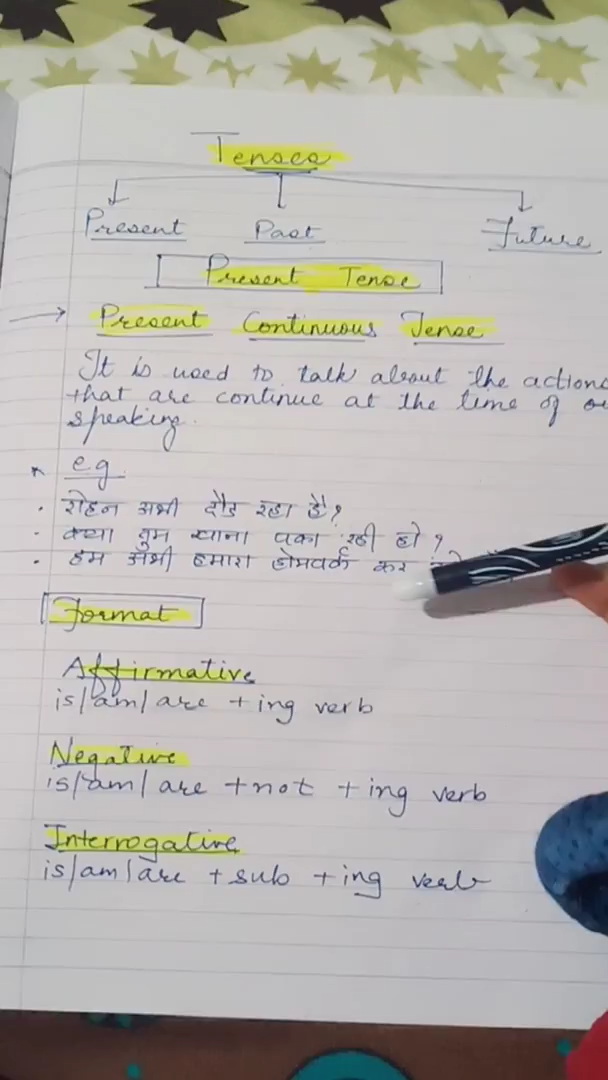 Tenses
Present Past Future
Present Tense
Present Continuous Tense
It is used to talk about the actions
that are continue at the time of
speaking.
eg
. रोहन अभी दौड रहा है?
. क्या तुम खाना पका रही हो?
. हम अभी हमारा होमवर्क कर
Format
Affirmative
is/am/are + ing verb
Negative
is/am/are + not + ing verb
Interrogative
is/am/are + sub + ing verb